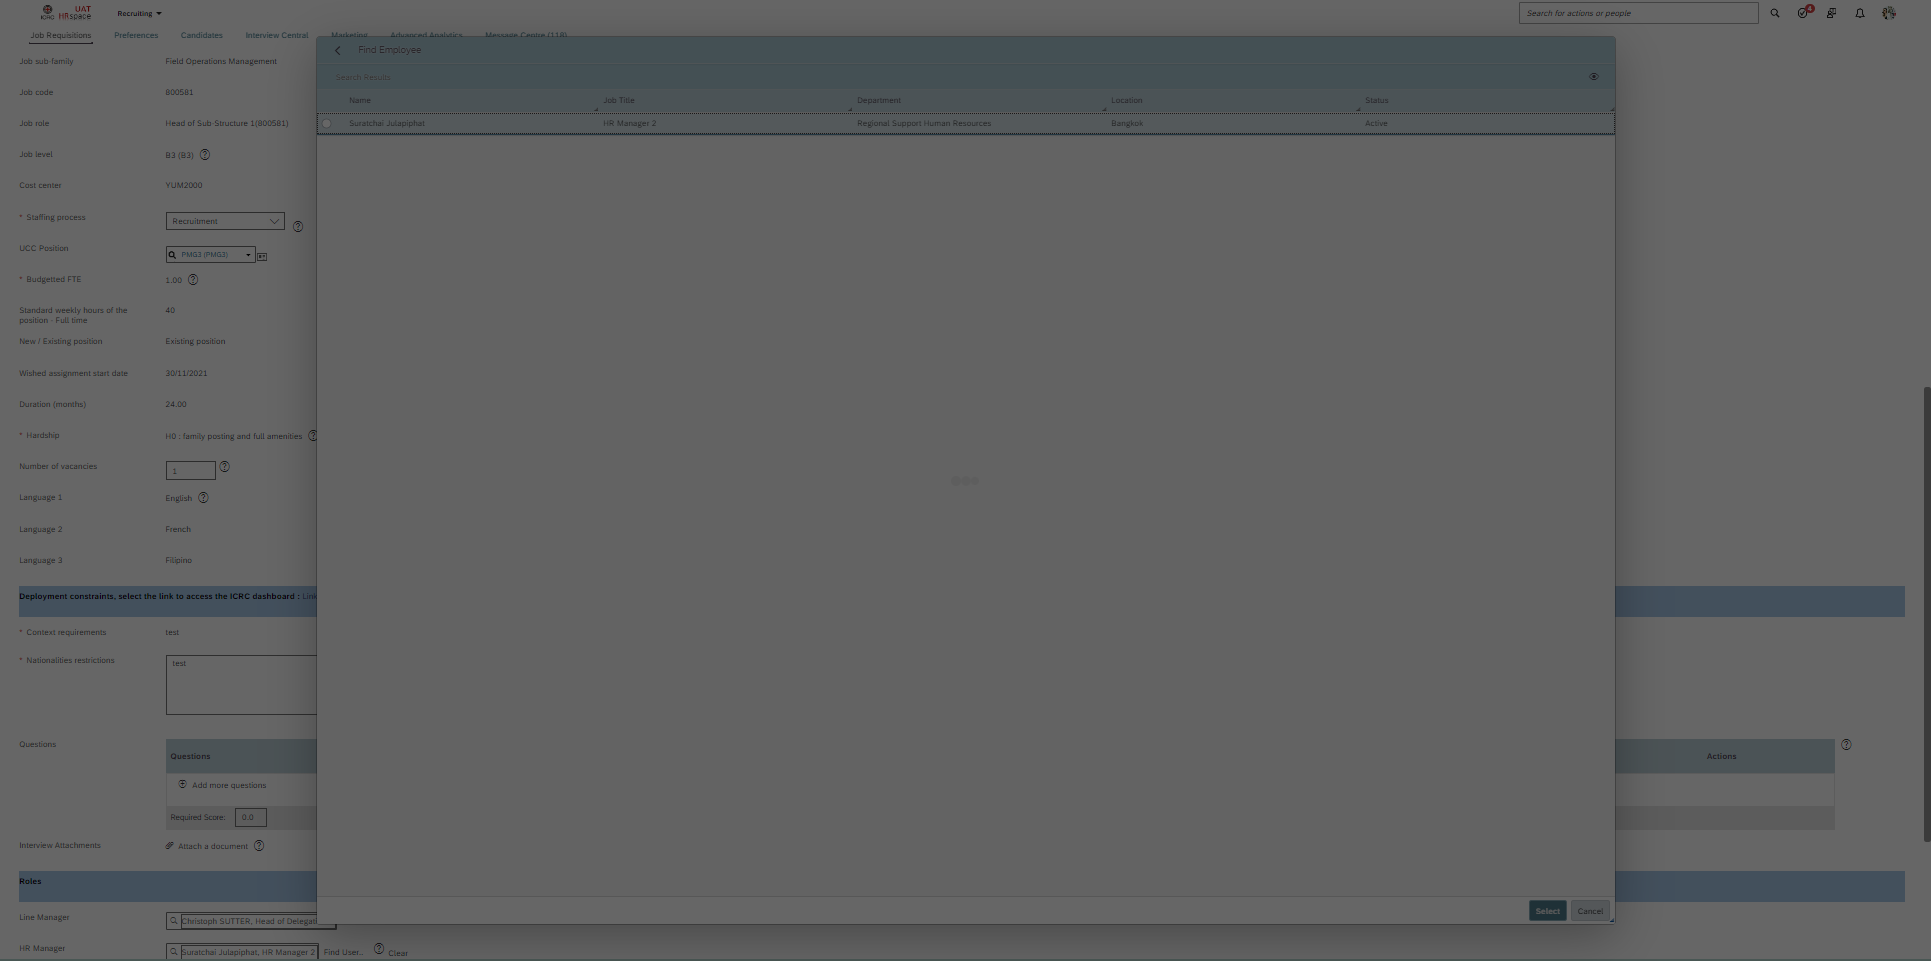 ICRC
UAT
HRspace
Recruiting
Search for actions or people
4
Job Requisitions
Preferences
Candidates
Interview Central
Marketing
Advanced Analytics
Message Centre (118)
Find Employee
Search Results
Name
Job Title
Department
Location
Status
Suratchai Julapiphat
HR Manager 2
Regional Support Human Resources
Bangkok
Active
Job sub-family
Field Operations Management
Job code
800581
Job role
Head of Sub-Structure 1(800581)
Job level
B3 (B3)
Cost center
YUM2000
* Staffing process
Recruitment
UCC Position
PMG3 (PMG3)
* Budgetted FTE
1.00
Standard weekly hours of the
position - Full time
40
New / Existing position
Existing position
Wished assignment start date
30/11/2021
Duration (months)
24.00
* Hardship
H0 : family posting and full amenities
Number of vacancies
1
Language 1
English
Language 2
French
Language 3
Filipino
Deployment constraints, select the link to access the ICRC dashboard : Link
* Context requirements
test
* Nationalities restrictions
test
Questions
Questions
Actions
Add more questions
Required Score:
0.0
Interview Attachments
Attach a document
Roles
Select
Cancel
Line Manager
Christoph SUTTER, Head of Delegati
HR Manager
Suratchai Julapiphat, HR Manager 2
Find User...
Clear